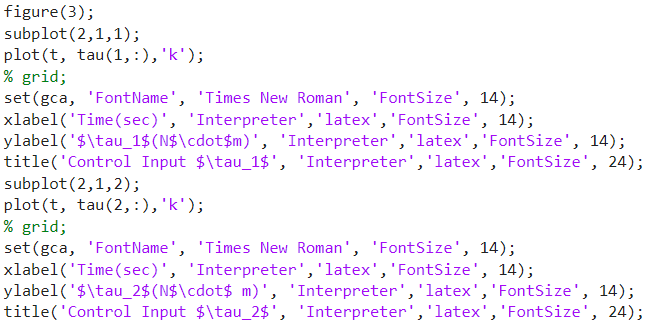 figure(3);
subplot(2,1,1);
plot(t, tau(1,:),'k');
% grid;
set(gca, 'FontName', 'Times New Roman', 'FontSize', 14);
xlabel('Time(sec)', 'Interpreter','latex','FontSize', 14);
ylabel('$\tau_1$(N$\cdot$m)', 'Interpreter','latex','FontSize', 14);
title('Control Input $\tau_1$', 'Interpreter','latex','FontSize', 24);
subplot(2,1,2);
plot(t, tau(2,:),'k');
% grid;
set(gca, 'FontName', 'Times New Roman', 'FontSize', 14);
xlabel('Time(sec)', 'Interpreter','latex','FontSize', 14);
ylabel('$\tau_2$(N$\cdot$ m)', 'Interpreter','latex','FontSize', 14);
title('Control Input $\tau_2$', 'Interpreter','latex','FontSize', 24);